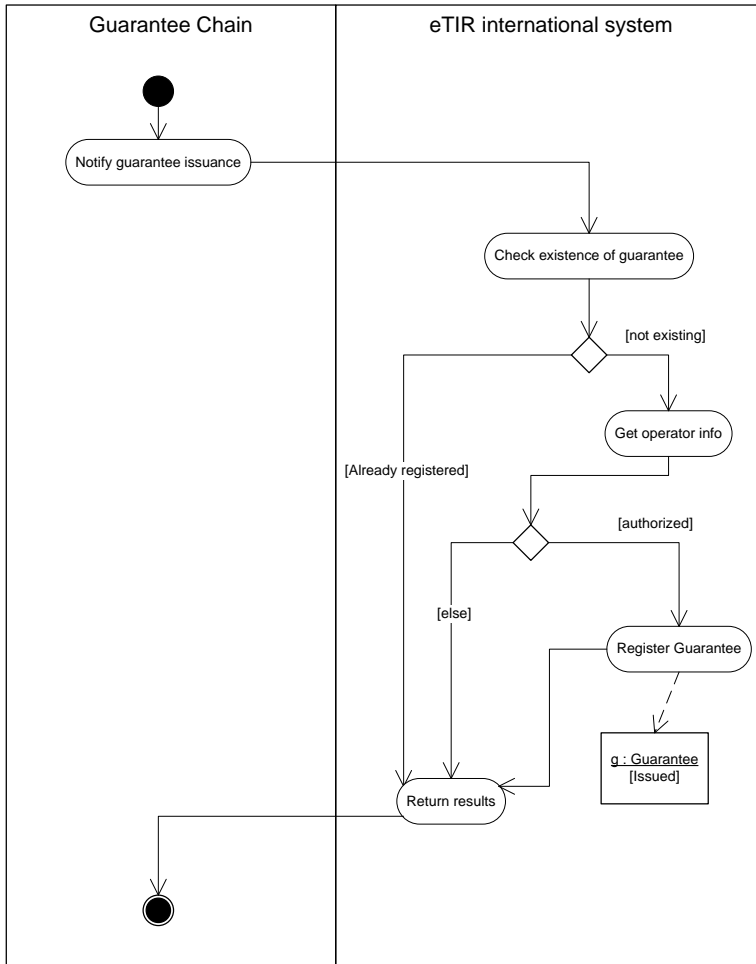 Guarantee Chain
eTIR international system
Notify guarantee issuance
Check existence of guarantee
[not existing]
Get operator info
[Already registered]
[authorized]
[else]
Register Guarantee
g : Guarantee
[Issued]
Return results